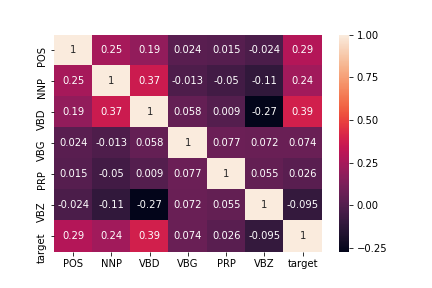 POS 1 0.25 0.19 0.024 0.015 -0.024 0.29
NNP 0.25 1 0.37 -0.013 -0.05 -0.11 0.24
VBD 0.19 0.37 1 0.058 0.009 -0.27 0.39
VBG 0.024 -0.013 0.058 1 0.077 0.072 0.074
PRP 0.015 -0.05 0.009 0.077 1 0.055 0.026
VBZ -0.024 -0.11 -0.27 0.072 0.055 1 -0.095
target 0.29 0.24 0.39 0.074 0.026 -0.095 1
POS NNP VBD VBG PRP VBZ target
1.00
0.75
0.50
0.25
0.00
−0.25